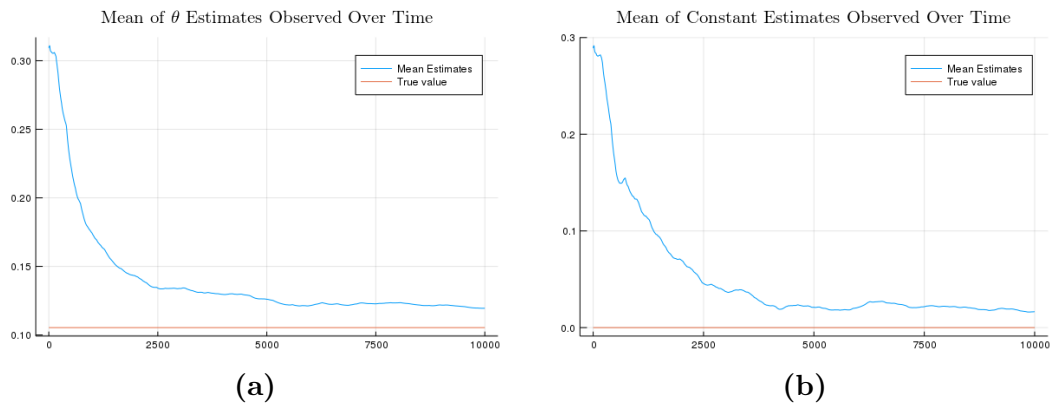 Mean of θ Estimates Observed Over Time
0.30
0.25
0.20
0.15
0.10
0
2500
5000
7500
10000
Mean Estimates
True value
(a)
Mean of Constant Estimates Observed Over Time
0.3
0.2
0.1
0.0
0
2500
5000
7500
10000
Mean Estimates
True value
(b)